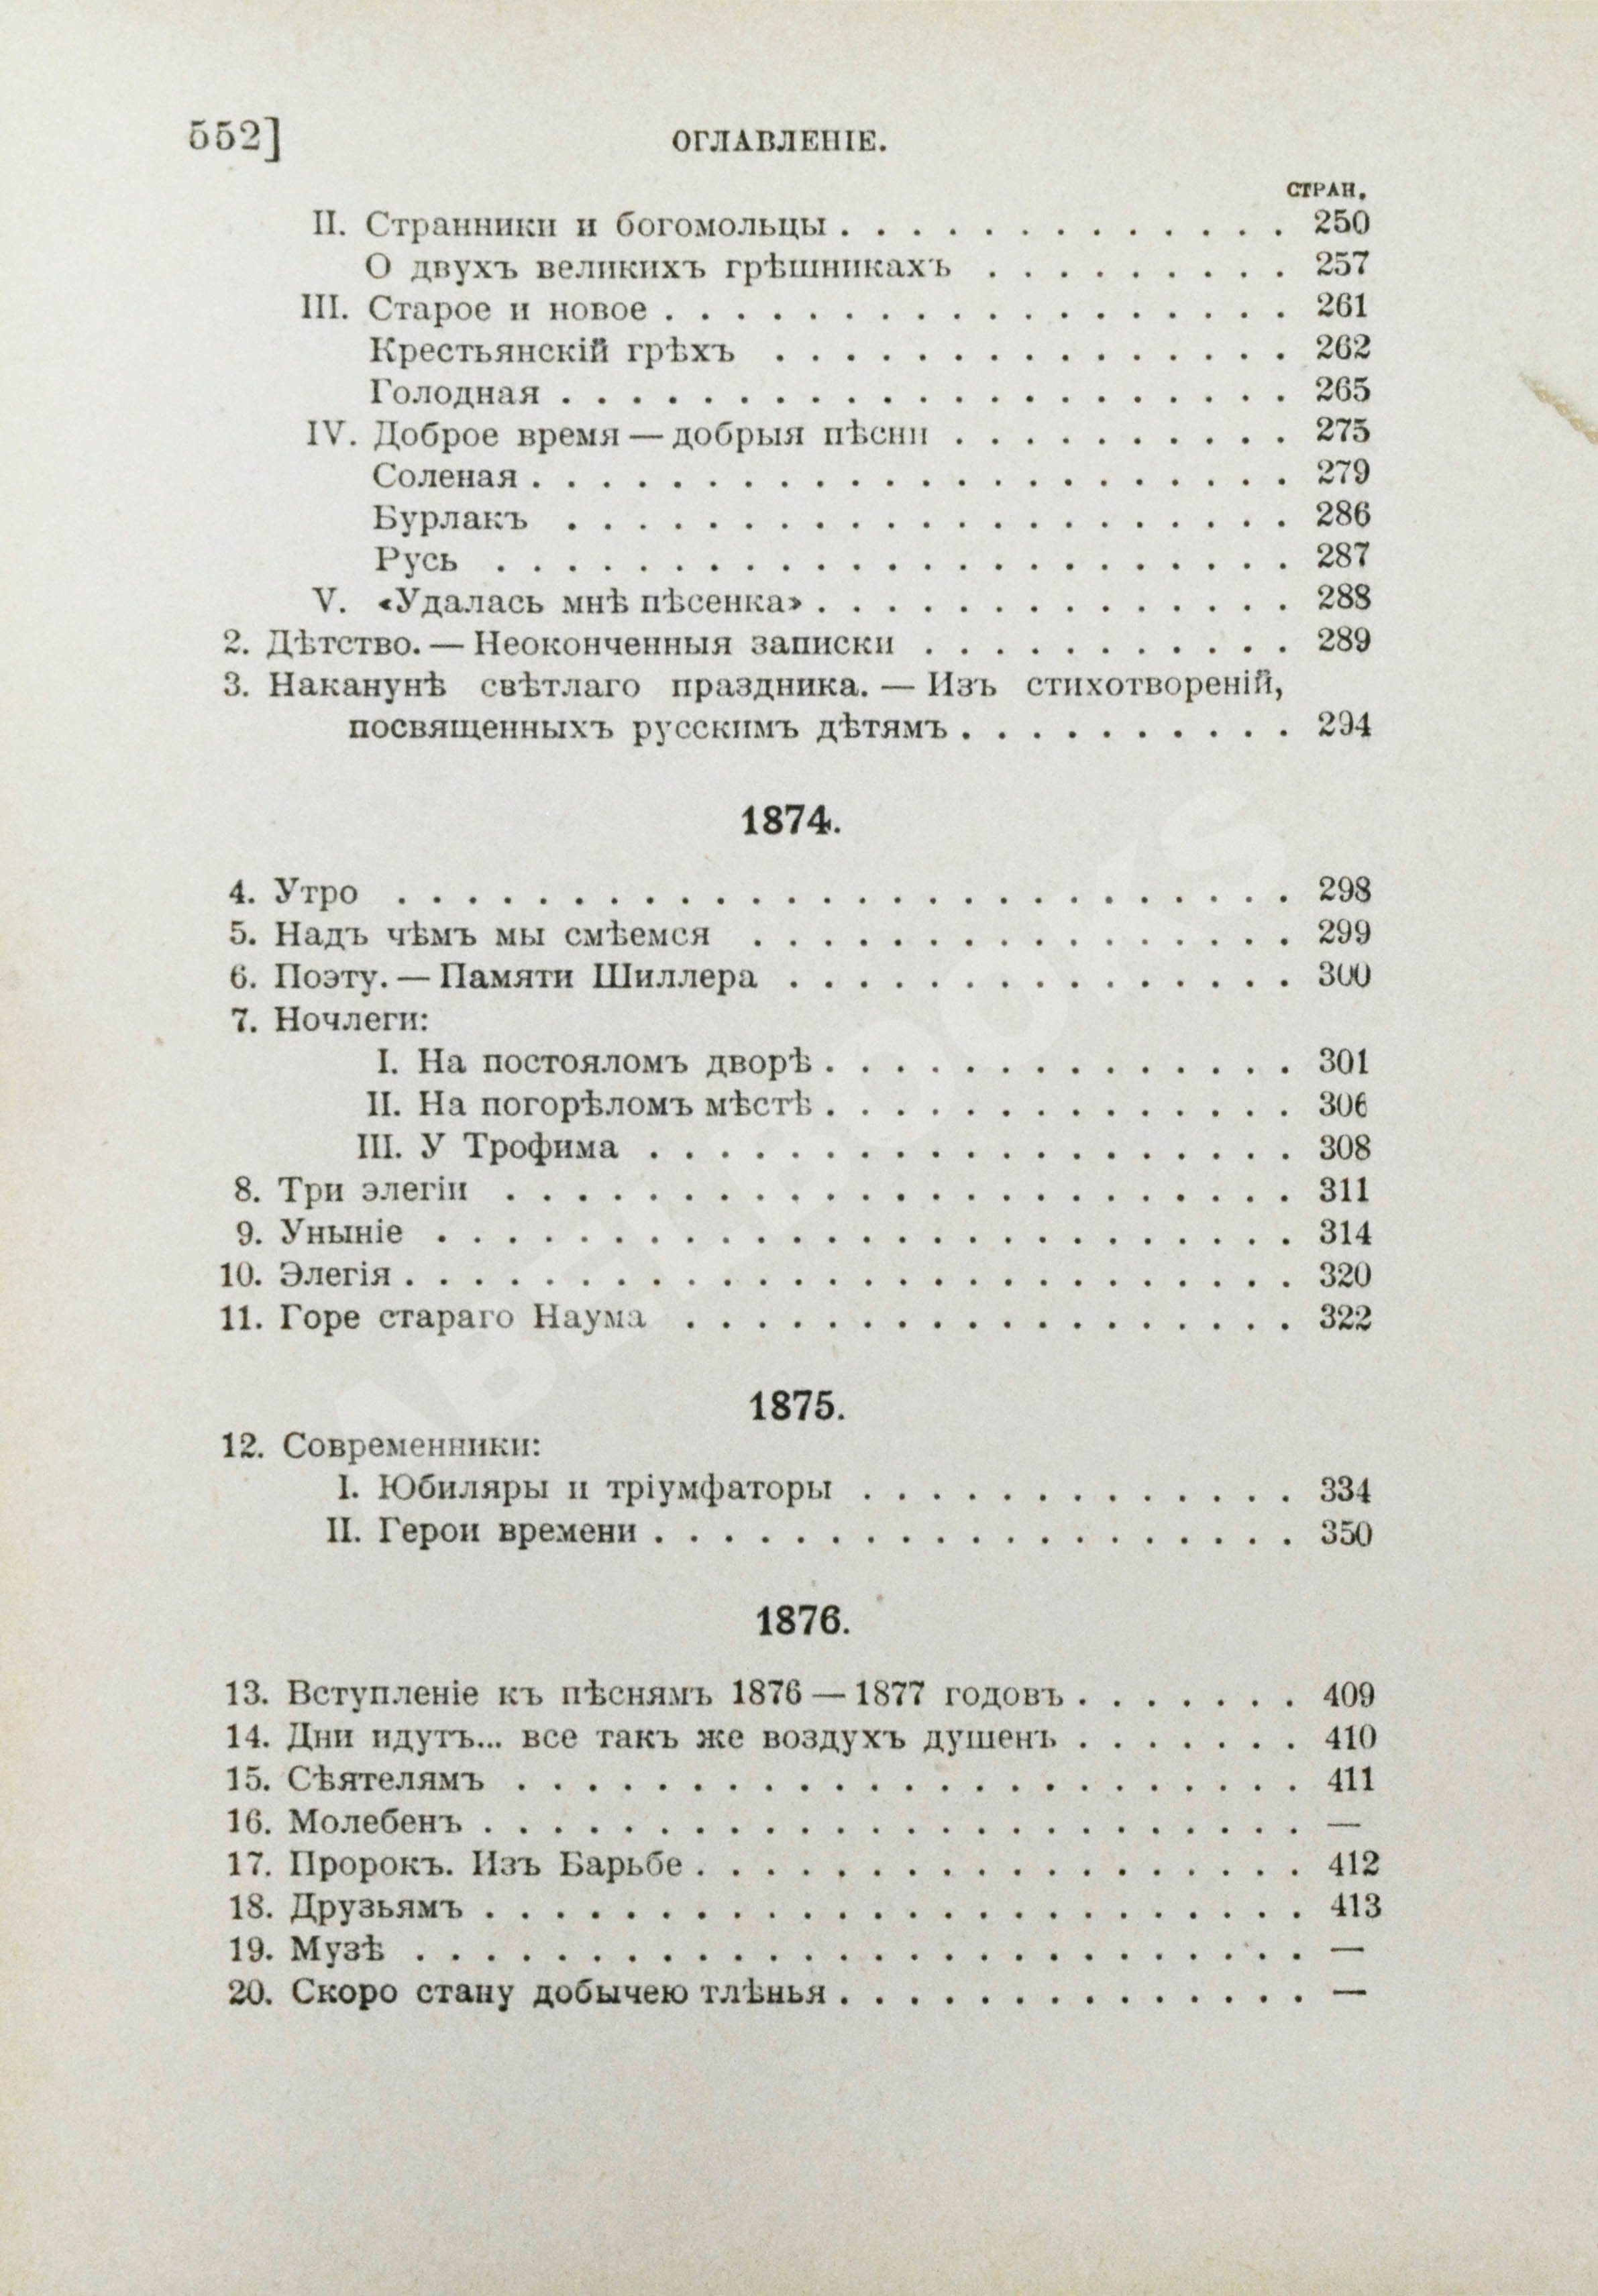 552] ОГЛАВЛЕНІЕ.
СТРАН.
II. Странники и богомольцы . . . . . . . . . . . . . 250
О двухъ великихъ грѣшникахъ . . . . . . . . . 257
III. Старое и новое . . . . . . . . . . . . . . . . . . 261
Крестьянскій грѣхъ . . . . . . . . . . . . . . . 262
Голодная . . . . . . . . . . . . . . . . . . . . . 265
IV. Доброе время — добрыя пѣсни . . . . . . . . . . 275
Соленая . . . . . . . . . . . . . . . . . . . . . . 279
Бурлакъ . . . . . . . . . . . . . . . . . . . . . 286
Русь . . . . . . . . . . . . . . . . . . . . . . . 287
V. «Удалась мнѣ пѣсенка» . . . . . . . . . . . . . . 288
2. Дѣтство. — Неоконченныя записки . . . . . . . . . . . 289
3. Наканунѣ свѣтлаго праздника. — Изъ стихотвореній,
посвященныхъ русскимъ дѣтямъ . . . . . . . . . . 294
1874.
4. Утро . . . . . . . . . . . . . . . . . . . . . . . . . . 298
5. Надъ чѣмъ мы смѣемся . . . . . . . . . . . . . . . . 299
6. Поэту. — Памяти Шиллера . . . . . . . . . . . . . . . 300
7. Ночлеги:
I. На постояломъ дворѣ . . . . . . . . . . . . . . 301
II. На погорѣломъ мѣстѣ . . . . . . . . . . . . . . 306
III. У Трофима . . . . . . . . . . . . . . . . . . . 308
8. Три элегіи . . . . . . . . . . . . . . . . . . . . . . . 311
9. Уныніе . . . . . . . . . . . . . . . . . . . . . . . . . 314
10. Элегія . . . . . . . . . . . . . . . . . . . . . . . . . . 320
11. Горе стараго Наума . . . . . . . . . . . . . . . . . . 322
1875.
12. Современники:
I. Юбиляры и тріумфаторы . . . . . . . . . . . . . 334
II. Герои времени . . . . . . . . . . . . . . . . . . . 350
1876.
13. Вступленіе къ пѣснямъ 1876 — 1877 годовъ . . . . . . . 409
14. Дни идутъ... все такъ же воздухъ душенъ . . . . . . . 410
15. Сѣятелямъ . . . . . . . . . . . . . . . . . . . . . . . 411
16. Молебенъ . . . . . . . . . . . . . . . . . . . . . . . . —
17. Пророкъ. Изъ Барьбе . . . . . . . . . . . . . . . . . . 412
18. Друзьямъ . . . . . . . . . . . . . . . . . . . . . . . . 413
19. Музѣ . . . . . . . . . . . . . . . . . . . . . . . . . . —
20. Скоро стану добычею тлѣнья . . . . . . . . . . . . . . —
ABELBOOKS